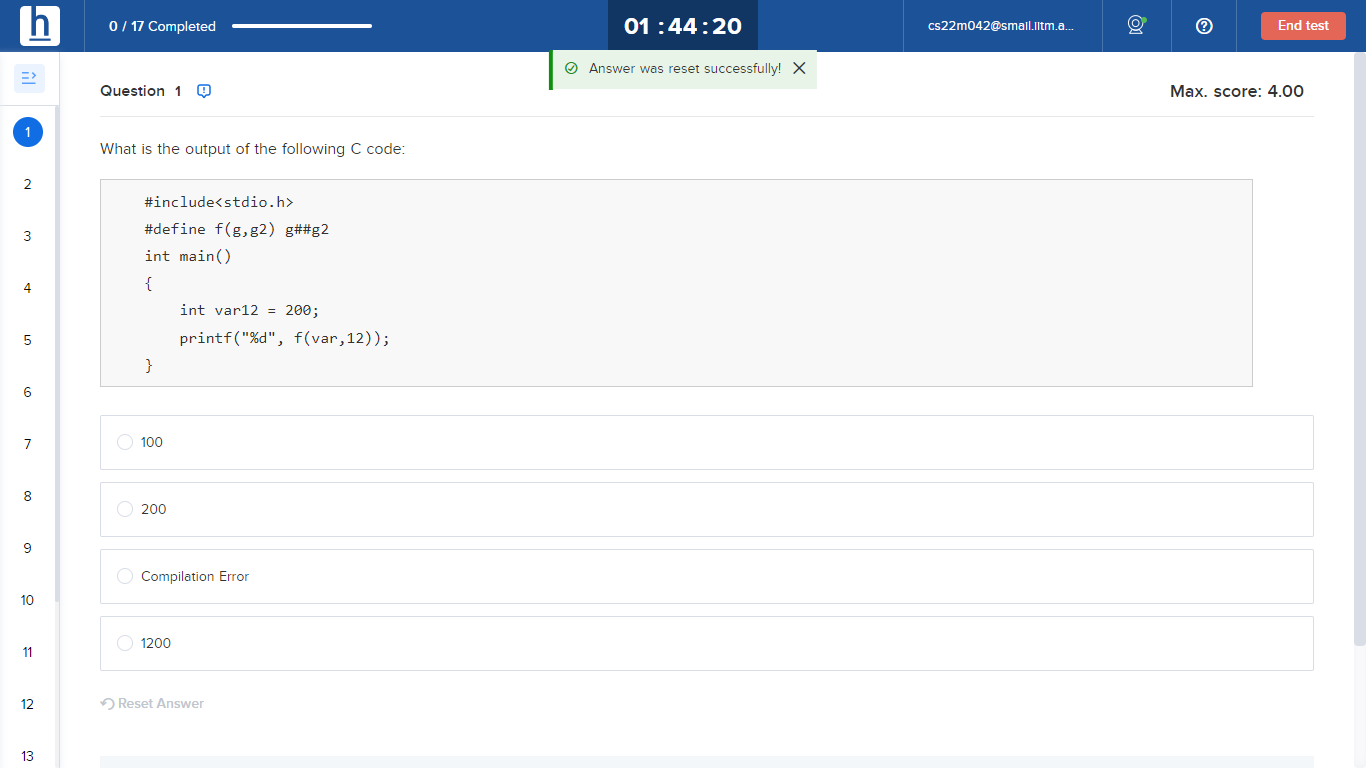 h
0 / 17 Completed
01 : 44 : 20
cs22m042@smail.iitm.a...
End test
Answer was reset successfully!
Question 1
Max. score: 4.00
What is the output of the following C code:
#include<stdio.h>
#define f(g,g2) g##g2
int main()
{
    int var12 = 200;
    printf("%d", f(var,12));
}
100
200
Compilation Error
1200
Reset Answer
1
2
3
4
5
6
7
8
9
10
11
12
13